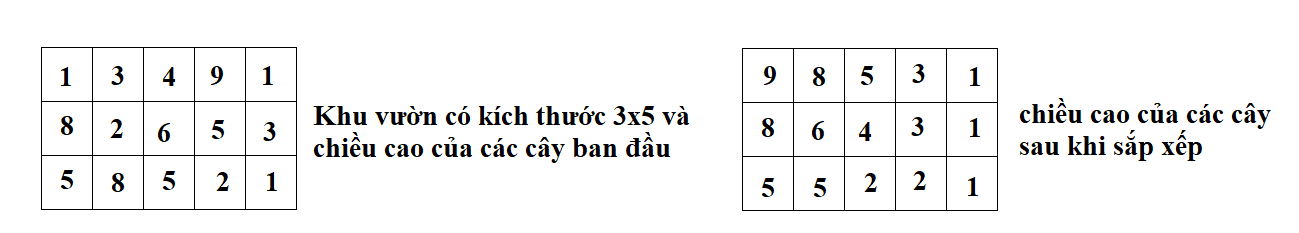 1 3 4 9 1
8 2 6 5 3
5 8 5 2 1
Khu vườn có kích thước 3x5 và
chiều cao của các cây ban đầu
9 8 5 3 1
8 6 4 3 1
5 5 2 2 1
chiều cao của các cây
sau khi sắp xếp